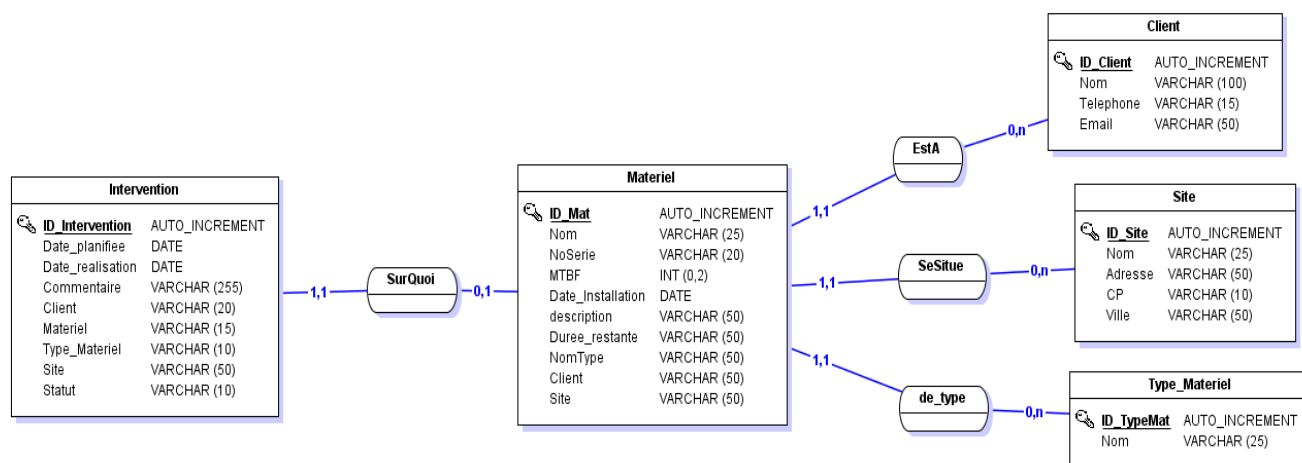 Intervention
ID_Intervention AUTO_INCREMENT
Date_planifiee DATE
Date_realisation DATE
Commentaire VARCHAR (255)
Client VARCHAR (20)
Materiel VARCHAR (15)
Type_Materiel VARCHAR (10)
Site VARCHAR (50)
Statut VARCHAR (10)
1,1
SurQuoi
0,1
Materiel
ID_Mat AUTO_INCREMENT
Nom VARCHAR (25)
NoSerie VARCHAR (20)
MTBF INT (0,2)
Date_Installation DATE
description VARCHAR (50)
Duree_restante VARCHAR (50)
NomType VARCHAR (50)
Client VARCHAR (50)
Site VARCHAR (50)
1,1
EstA
0,n
Client
ID_Client AUTO_INCREMENT
Nom VARCHAR (100)
Telephone VARCHAR (15)
Email VARCHAR (50)
1,1
SeSitue
0,n
Site
ID_Site AUTO_INCREMENT
Nom VARCHAR (25)
Adresse VARCHAR (50)
CP VARCHAR (10)
Ville VARCHAR (50)
1,1
de_type
0,n
Type_Materiel
ID_TypeMat AUTO_INCREMENT
Nom VARCHAR (25)